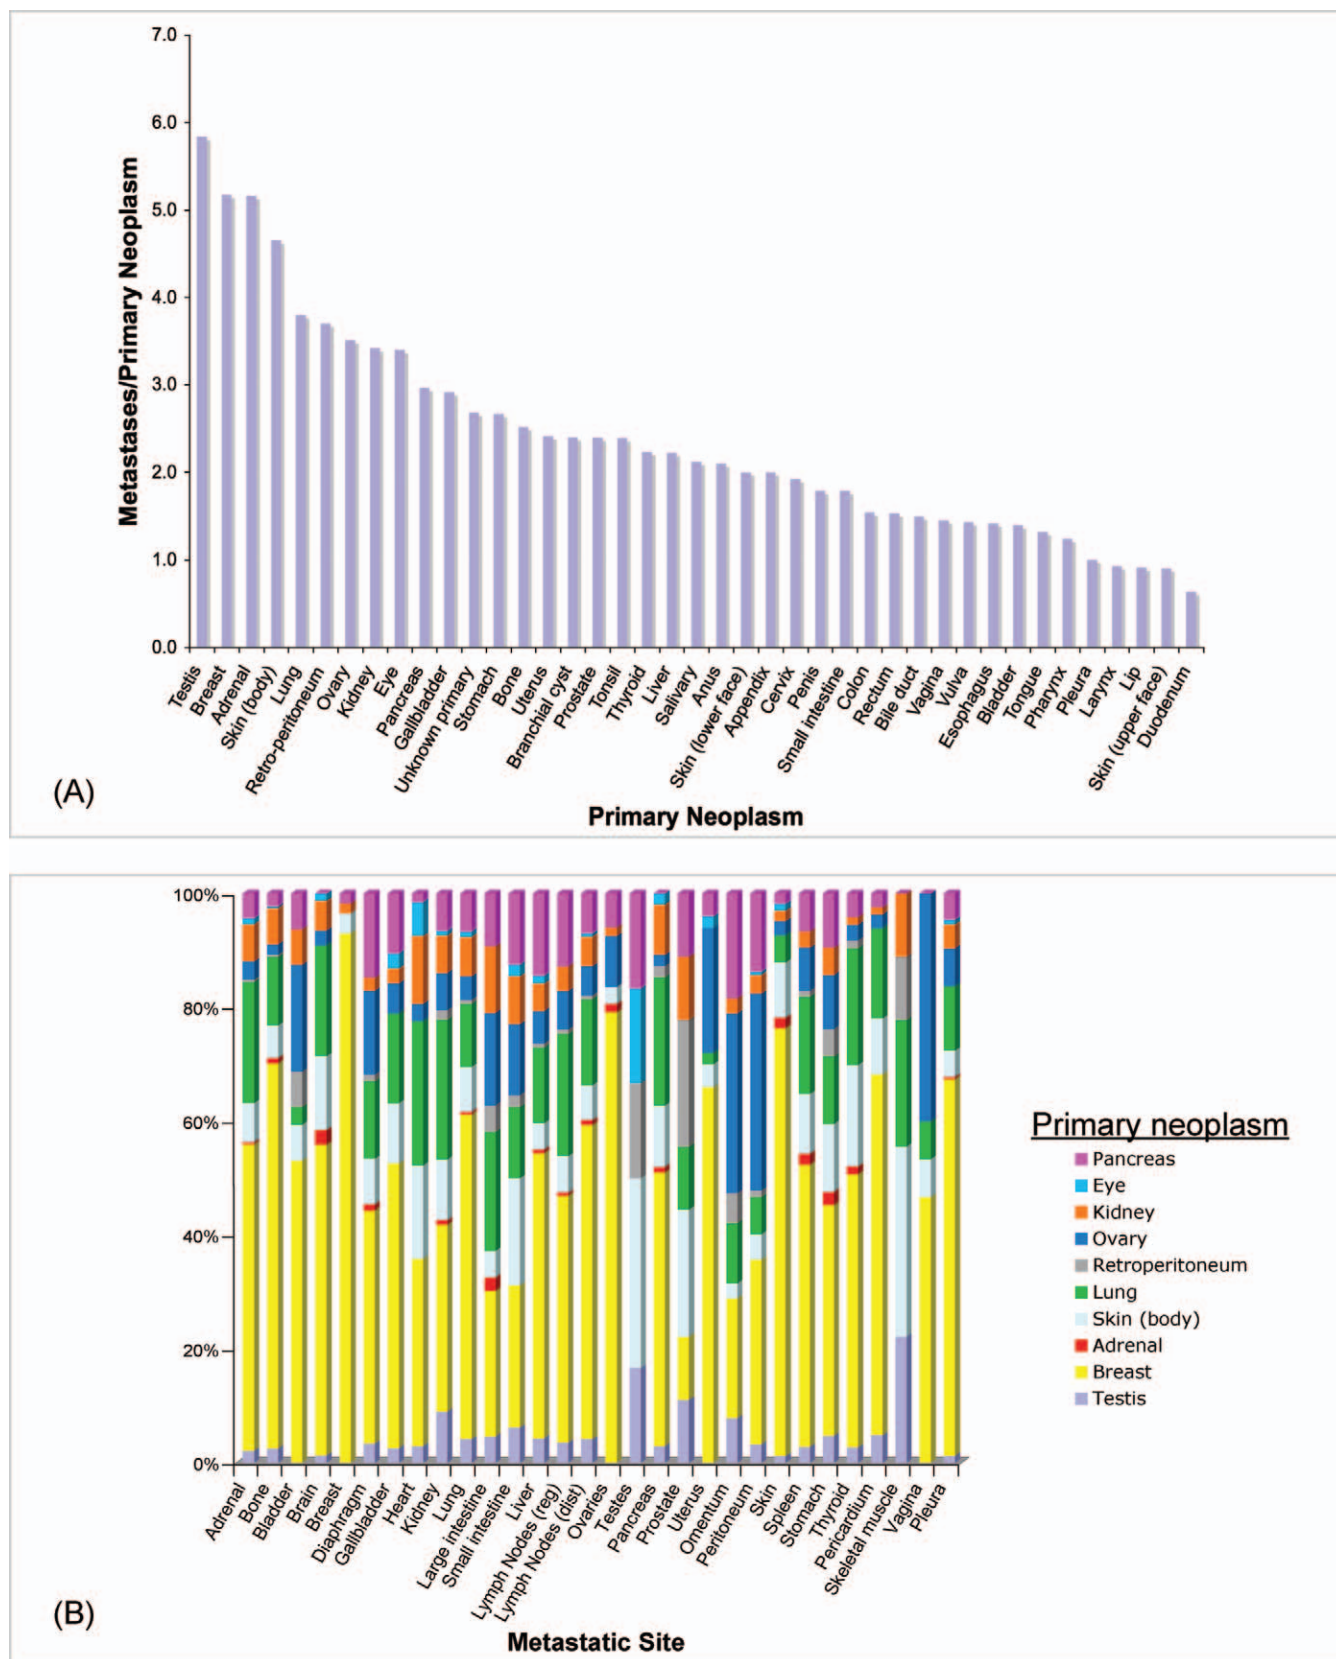 7.0
6.0
5.0
4.0
3.0
2.0
1.0
0.0
Metastases/Primary Neoplasm
Testis
Breast
Adrenal
Skin (body)
Lung
Retro-peritoneum
Ovary
Kidney
Eye
Pancreas
Gallbladder
Unknown primary
Stomach
Bone
Uterus
Branchial cyst
Prostate
Tonsil
Thyroid
Liver
Salivary
Anus
Skin (lower face)
Appendix
Cervix
Penis
Small intestine
Colon
Rectum
Bile duct
Vagina
Vulva
Esophagus
Bladder
Tongue
Pharynx
Pleura
Larynx
Lip
Skin (upper face)
Duodenum
(A)
Primary Neoplasm
100%
80%
60%
40%
20%
0%
Adrenal
Bone
Bladder
Brain
Breast
Diaphragm
Gallbladder
Heart
Kidney
Lung
Large intestine
Small intestine
Liver
Lymph Nodes (reg)
Lymph Nodes (dist)
Ovaries
Testes
Pancreas
Prostate
Uterus
Omentum
Peritoneum
Skin
Spleen
Stomach
Thyroid
Pericardium
Skeletal muscle
Vagina
Pleura
Primary neoplasm
Pancreas
Eye
Kidney
Ovary
Retroperitoneum
Lung
Skin (body)
Adrenal
Breast
Testis
(B)
Metastatic Site